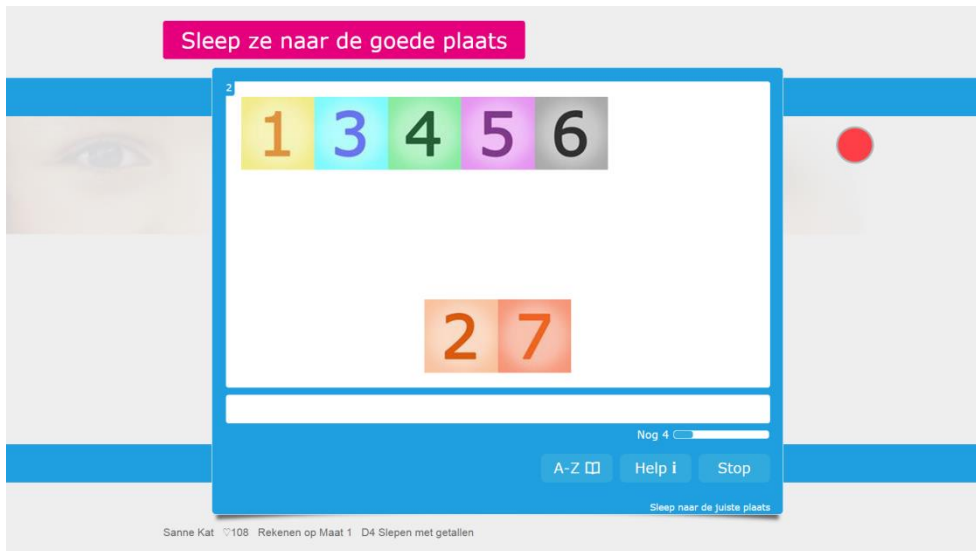 Sleep ze naar de goede plaats
2
1 3 4 5 6
2 7
Nog 4
A-Z Help i Stop
Sleep naar de juiste plaats
Sanne Kat ♡108 Rekenen op Maat 1 D4 Slepen met getallen